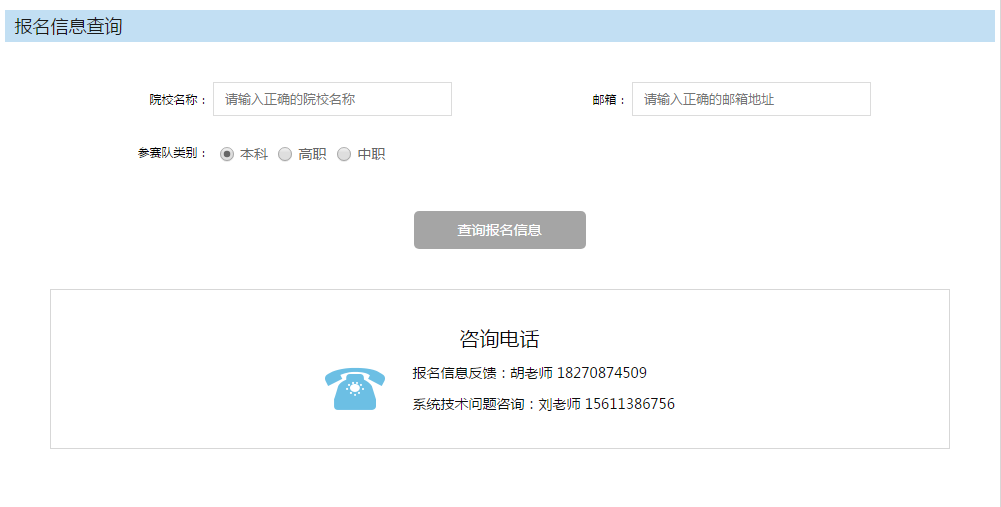 报名信息查询
院校名称： 请输入正确的院校名称 邮箱： 请输入正确的邮箱地址
参赛队类别： 本科 高职 中职
查询报名信息
咨询电话
报名信息反馈：胡老师 18270874509
系统技术问题咨询：刘老师 15611386756